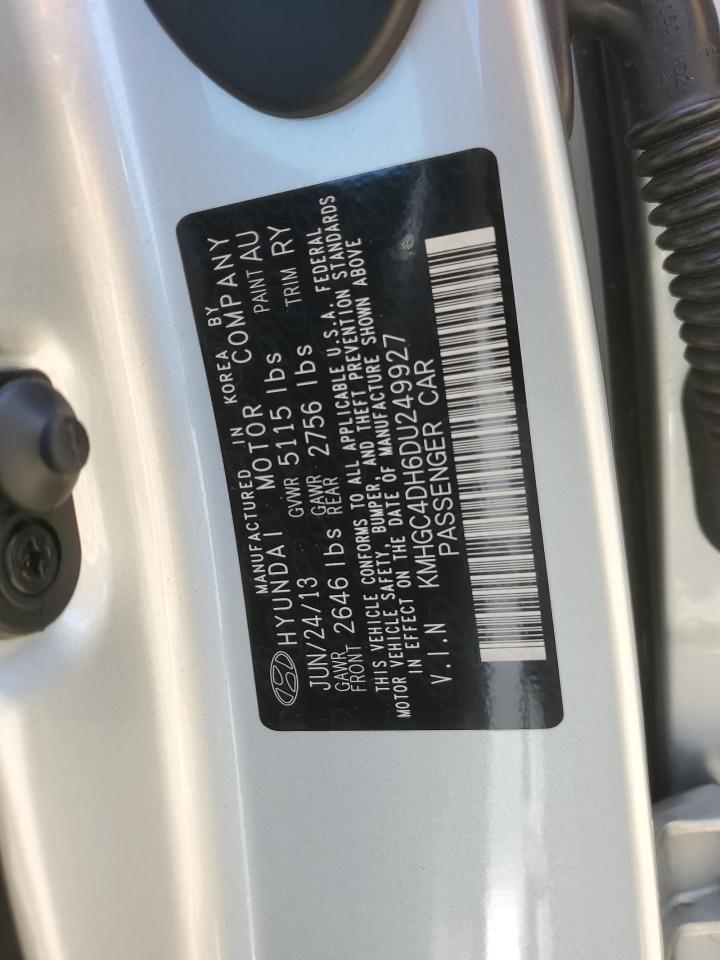 MANUFACTURED IN KOREA BY
HYUNDAI MOTOR COMPANY
JUN/24/13 GVWR 5115 lbs PAINT AU
GAWR FRONT 2646 lbs GAWR REAR 2756 lbs TRIM RY
THIS VEHICLE CONFORMS TO ALL APPLICABLE U.S.A. FEDERAL
MOTOR VEHICLE SAFETY, BUMPER, AND THEFT PREVENTION STANDARDS
IN EFFECT ON THE DATE OF MANUFACTURE SHOWN ABOVE
V.I.N KMHGC4DH6DU249927
PASSENGER CAR